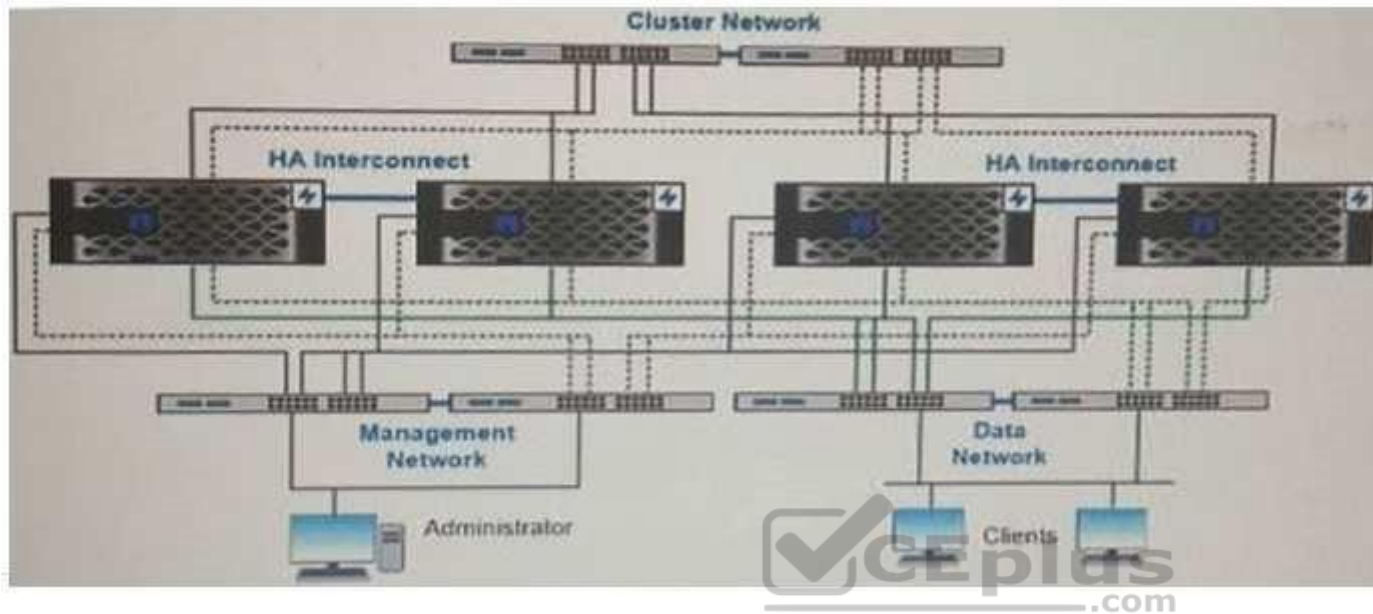 Cluster Network
HA Interconnect
HA Interconnect
Management
Network
Data
Network
Administrator
Clients
CEplus
.com